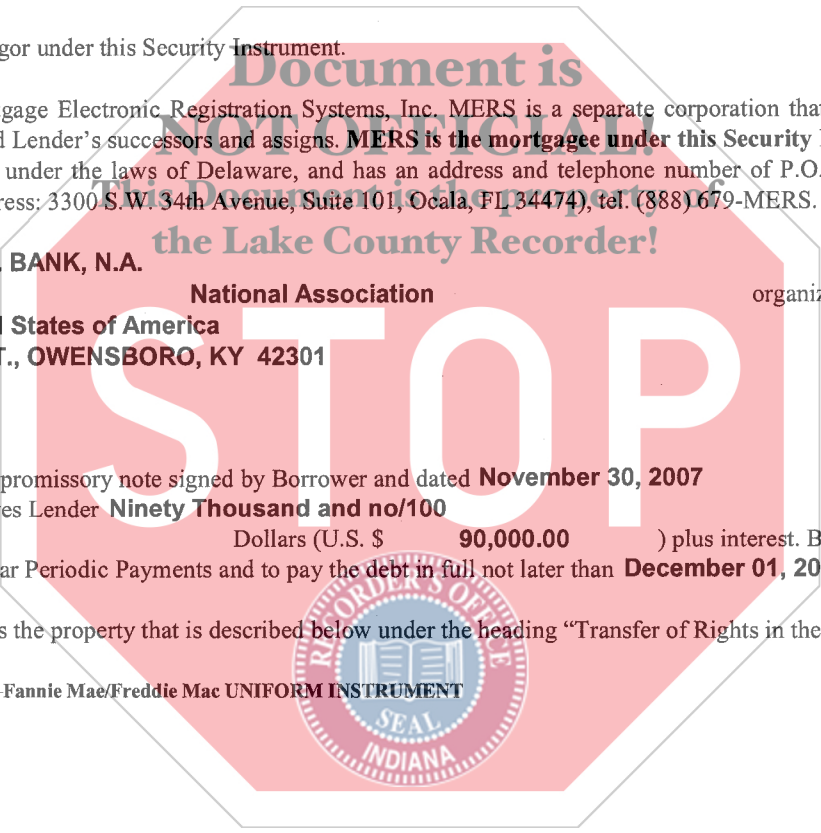 gor under this Security Instrument.
Document is
gage Electronic Registration Systems, Inc. MERS is a separate corporation tha
NOT OFFICIAL!
d Lender's successors and assigns. MERS is the mortgagee under this Security
under the laws of Delaware, and has an address and telephone number of P.O.
This Document is the property of
ress: 3300 S.W. 34th Avenue, Suite 101, Ocala, FL 34474), tel. (888) 679-MERS.
the Lake County Recorder!
. BANK, N.A.
National Association organiz
d States of America
T., OWENSBORO, KY 42301
STOP
promissory note signed by Borrower and dated November 30, 2007
es Lender Ninety Thousand and no/100
Dollars (U.S. $ 90,000.00 ) plus interest. B
ar Periodic Payments and to pay the debt in full not later than December 01, 20
s the property that is described below under the heading “Transfer of Rights in the
-Fannie Mae/Freddie Mac UNIFORM INSTRUMENT
RECORDER'S OFFICE
SEAL
INDIANA